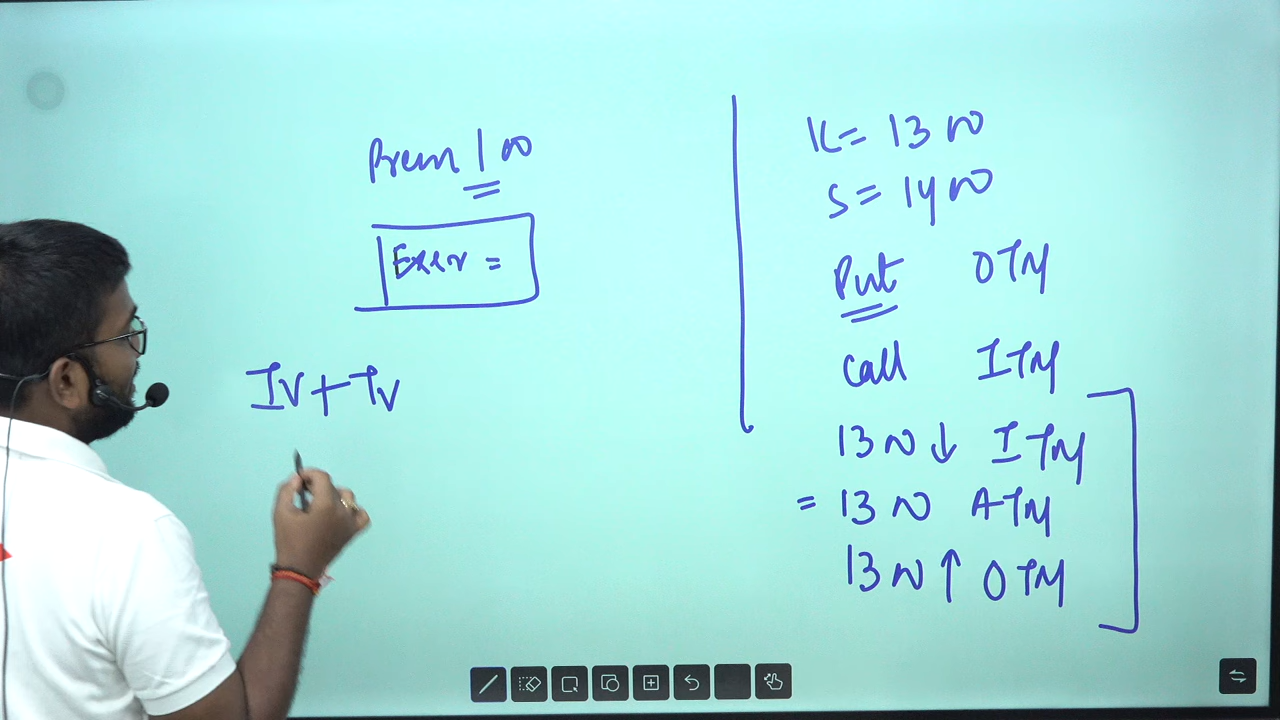 Prem 100
Exer =
IV + TV
K = 1300
S = 1400
Put OTM
Call ITM
1300 ↓ ITM
= 1300 ATM
1300 ↑ OTM